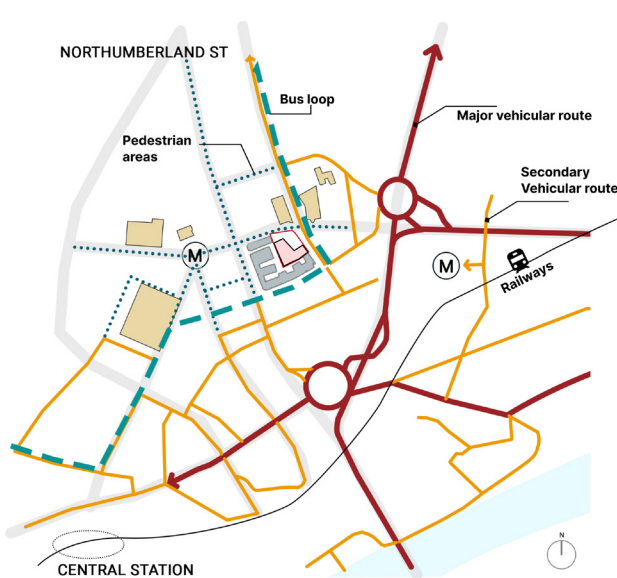 NORTHUMBERLAND ST
Bus loop
Major vehicular route
Pedestrian
areas
Secondary
Vehicular route
M
M
Railways
N
CENTRAL STATION